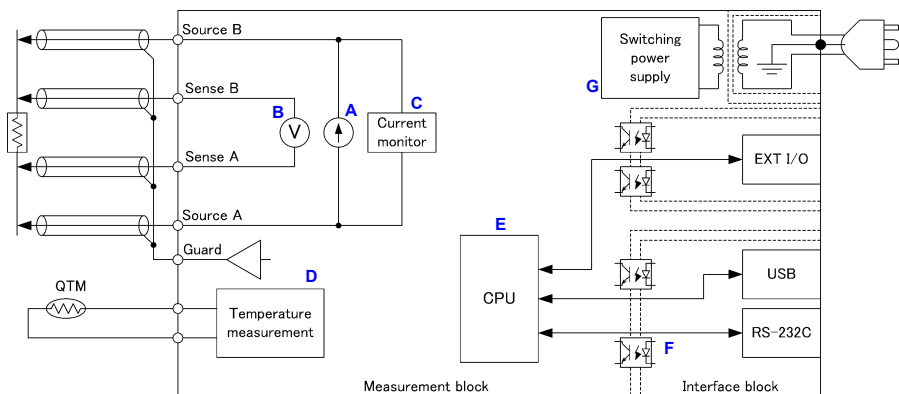 Source B
Switching
power
supply
G
Sense B
B
V
A
C
Current
monitor
EXT I/O
Sense A
Source A
E
Guard
CPU
USB
QTM
D
Temperature
measurement
RS-232C
F
Measurement block
Interface block